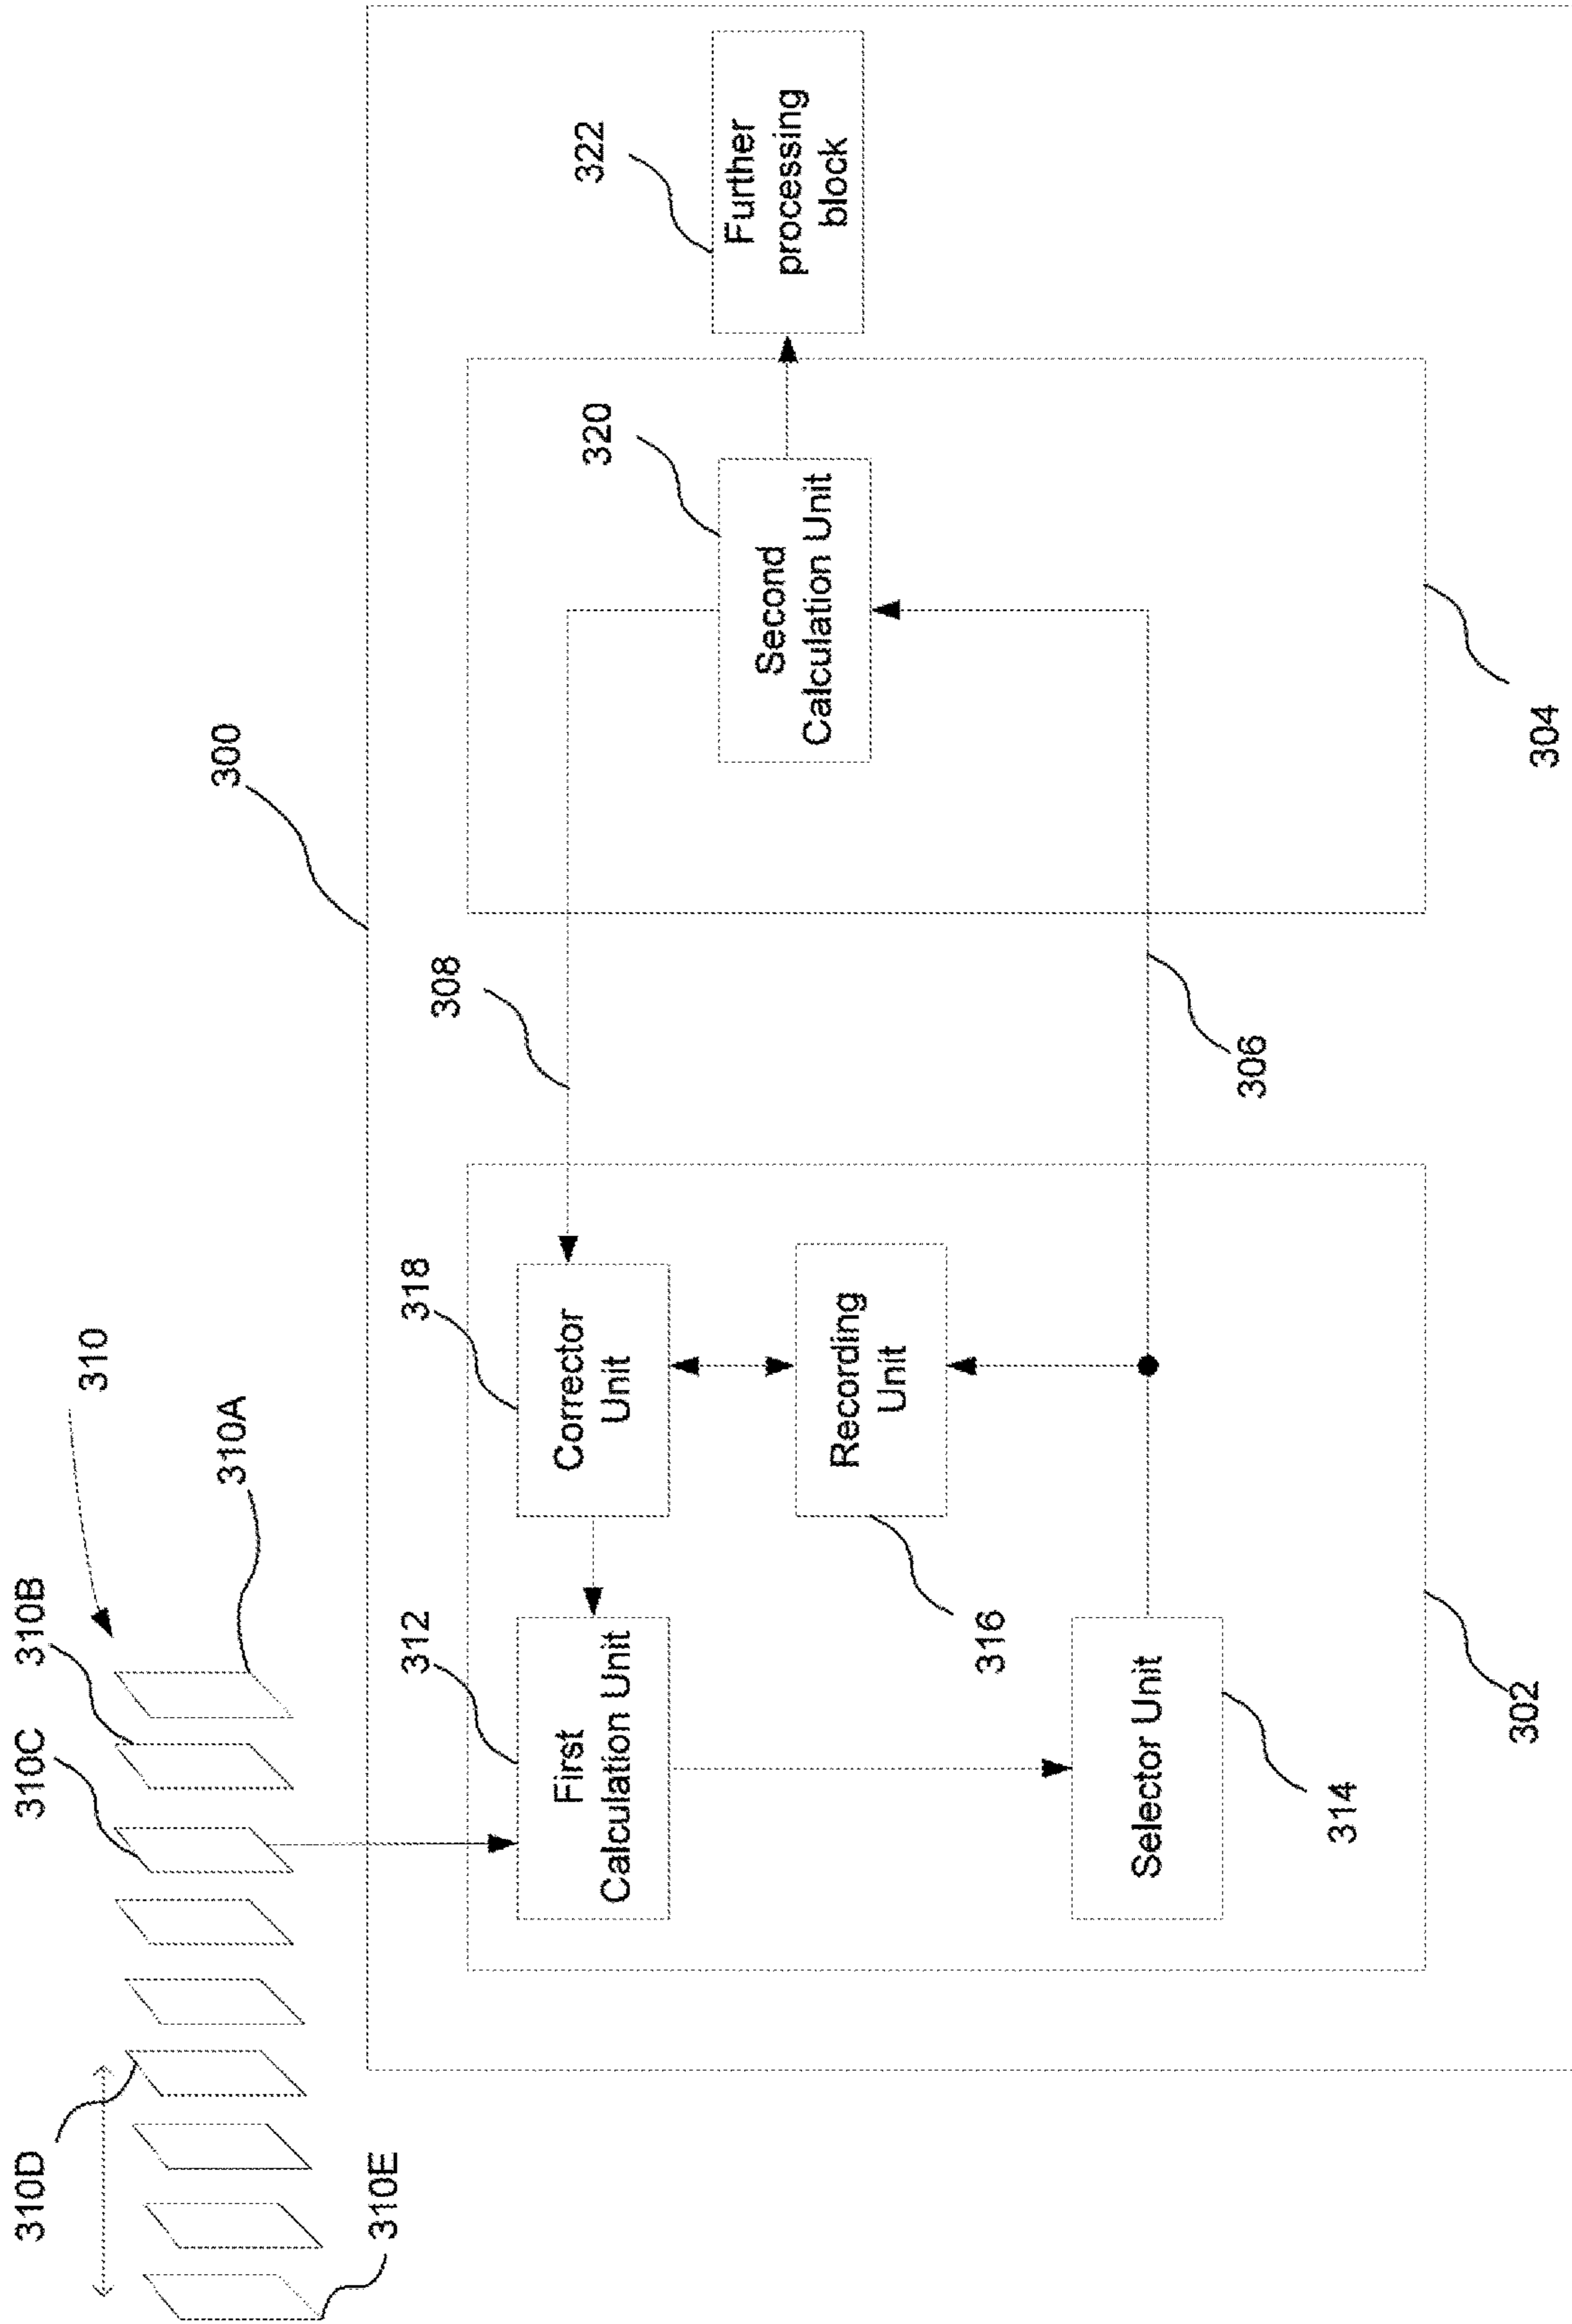 310
310A
310B
310C
310D
310E
300
312
First
Calculation Unit
318
Corrector
Unit
308
320
Second
Calculation Unit
322
Further
processing
block
Recording
Unit
316
Selector Unit
314
306
302
304